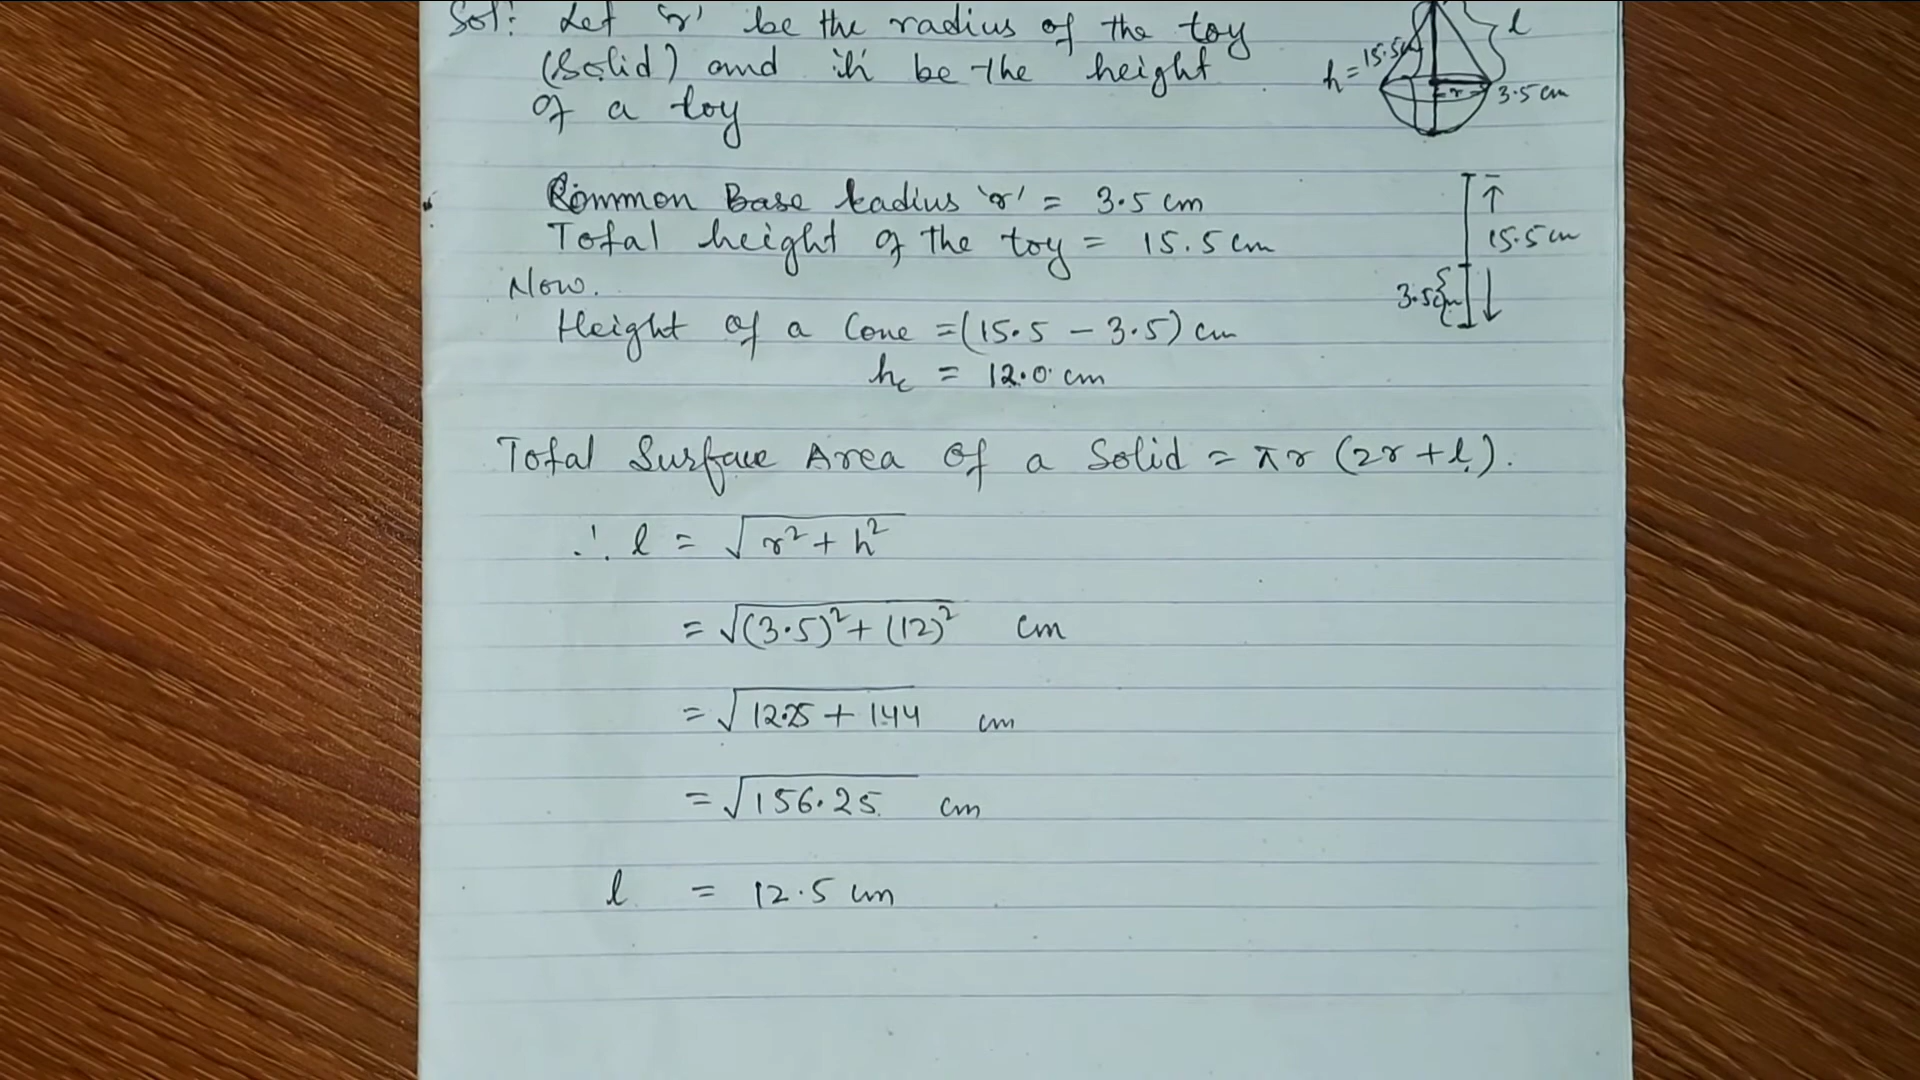 Sol: Let 'r' be the radius of the toy
(Solid) and 'h' be the height
of a toy
h = 15.5cm
l
r
3.5 cm
Common Base radius 'r' = 3.5 cm
Total height of the toy = 15.5 cm
15.5 cm
3.5cm
Now.
Height of a Cone = (15.5 - 3.5) cm
hc = 12.0 cm
Total Surface Area of a Solid = πr (2r + l).
∴ l = √r² + h²
= √(3.5)² + (12)² cm
= √12.25 + 144 cm
= √156.25 cm
l = 12.5 cm